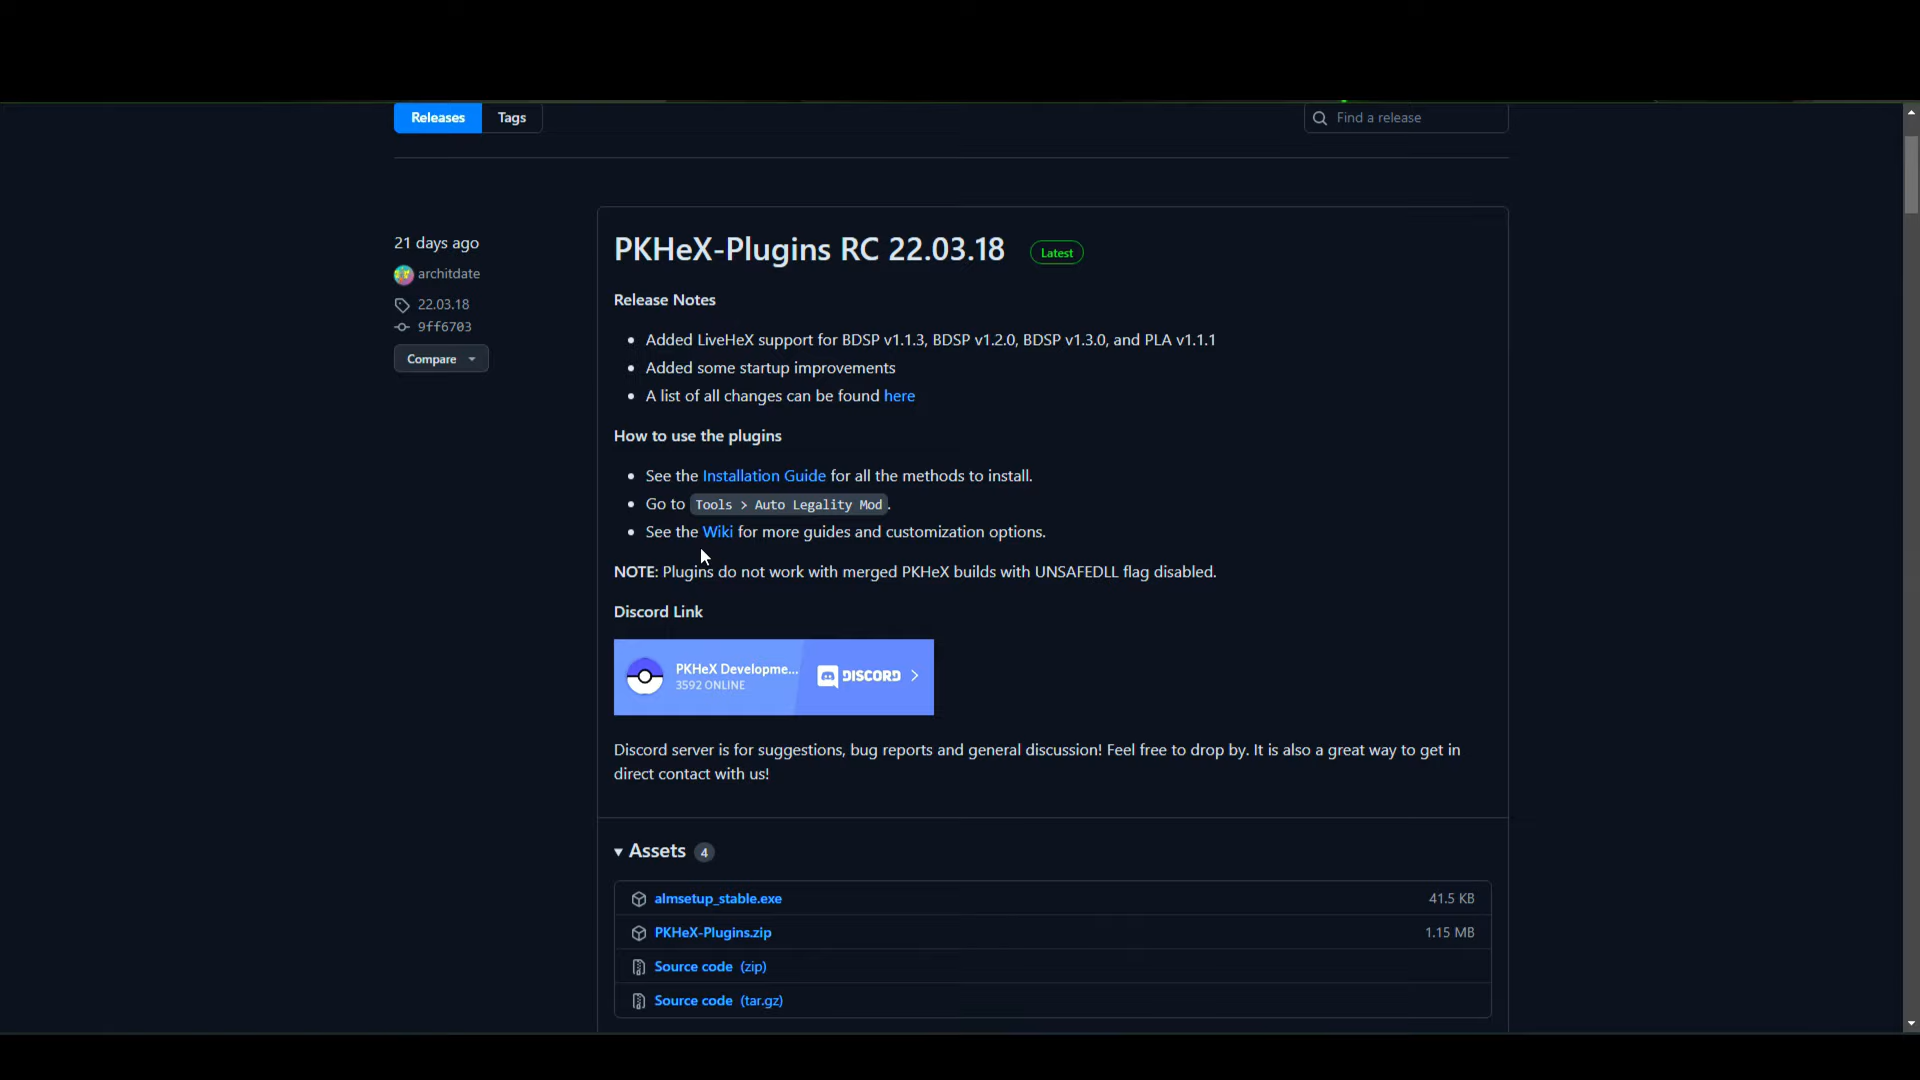 Releases
Tags
Find a release
21 days ago
architdate
22.03.18
9ff6703
Compare
PKHeX-Plugins RC 22.03.18
Latest
Release Notes
Added LiveHeX support for BDSP v1.1.3, BDSP v1.2.0, BDSP v1.3.0, and PLA v1.1.1
Added some startup improvements
A list of all changes can be found here
How to use the plugins
See the Installation Guide for all the methods to install.
Go to Tools > Auto Legality Mod.
See the Wiki for more guides and customization options.
NOTE: Plugins do not work with merged PKHeX builds with UNSAFEDLL flag disabled.
Discord Link
PKHeX Developme...
3592 ONLINE
DISCORD
Discord server is for suggestions, bug reports and general discussion! Feel free to drop by. It is also a great way to get in
direct contact with us!
Assets 4
almsetup_stable.exe
41.5 KB
PKHeX-Plugins.zip
1.15 MB
Source code (zip)
Source code (tar.gz)